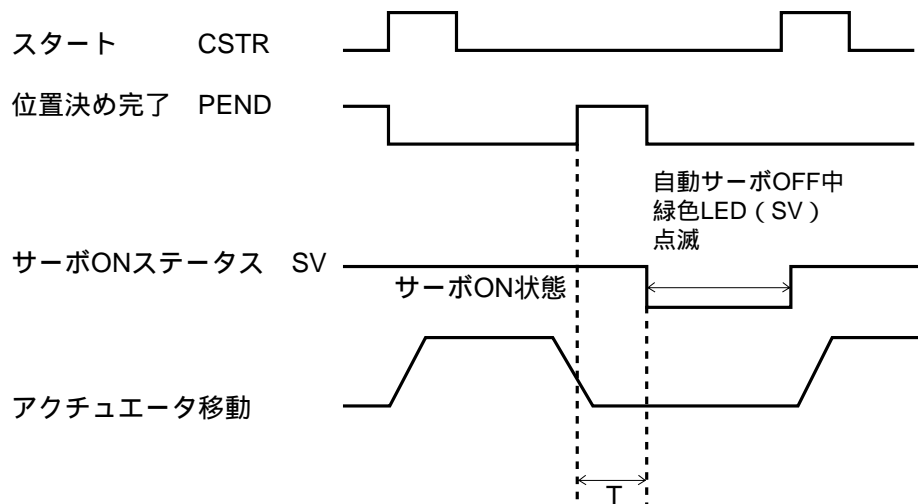 スタート CSTR
位置決め完了 PEND
自動サーボOFF中
緑色LED（SV）
点滅
サーボONステータス SV
サーボON状態
アクチュエータ移動
T